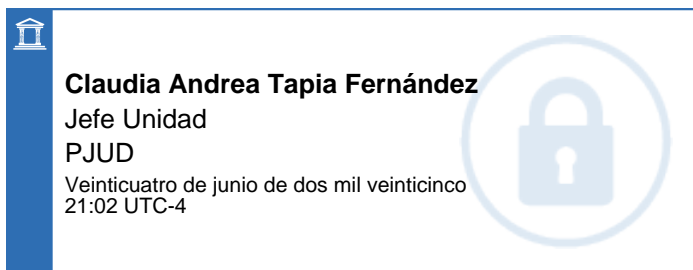 Claudia Andrea Tapia Fernández
Jefe Unidad
PJUD
Veinticuatro de junio de dos mil veinticinco
21:02 UTC-4